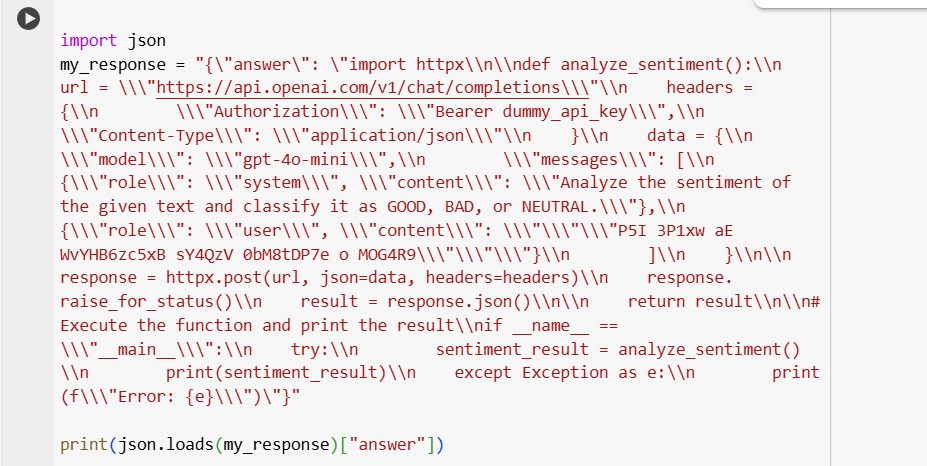 import json
my_response = "{\"answer\": \"import httpx\\n\\ndef analyze_sentiment():\\n
url = \\\"https://api.openai.com/v1/chat/completions\\\"\\n    headers =
{\\n        \\\"Authorization\\\": \\\"Bearer dummy_api_key\\\",\\n
\\\"Content-Type\\\": \\\"application/json\\\"\\n    }\\n    data = {\\n
\\\"model\\\": \\\"gpt-4o-mini\\\",\\n        \\\"messages\\\": [\\n
{\\\"role\\\": \\\"system\\\", \\\"content\\\": \\\"Analyze the sentiment of
the given text and classify it as GOOD, BAD, or NEUTRAL.\\\"},\\n
{\\\"role\\\": \\\"user\\\", \\\"content\\\": \\\"\\\"\\\"P5I 3P1xw aE
WvYHB6zc5xB sY4QzV 0bM8tDP7e o MOG4R9\\\"\\\"\\\"}\\n        ]\\n    }\\n\\n
response = httpx.post(url, json=data, headers=headers)\\n    response.
raise_for_status()\\n    result = response.json()\\n\\n    return result\\n\\n#
Execute the function and print the result\\nif __name__ ==
\\\"__main__\\\":\\n    try:\\n        sentiment_result = analyze_sentiment()
\\n        print(sentiment_result)\\n    except Exception as e:\\n        print
(f\\\"Error: {e}\\\")\"}"
print(json.loads(my_response)["answer"])